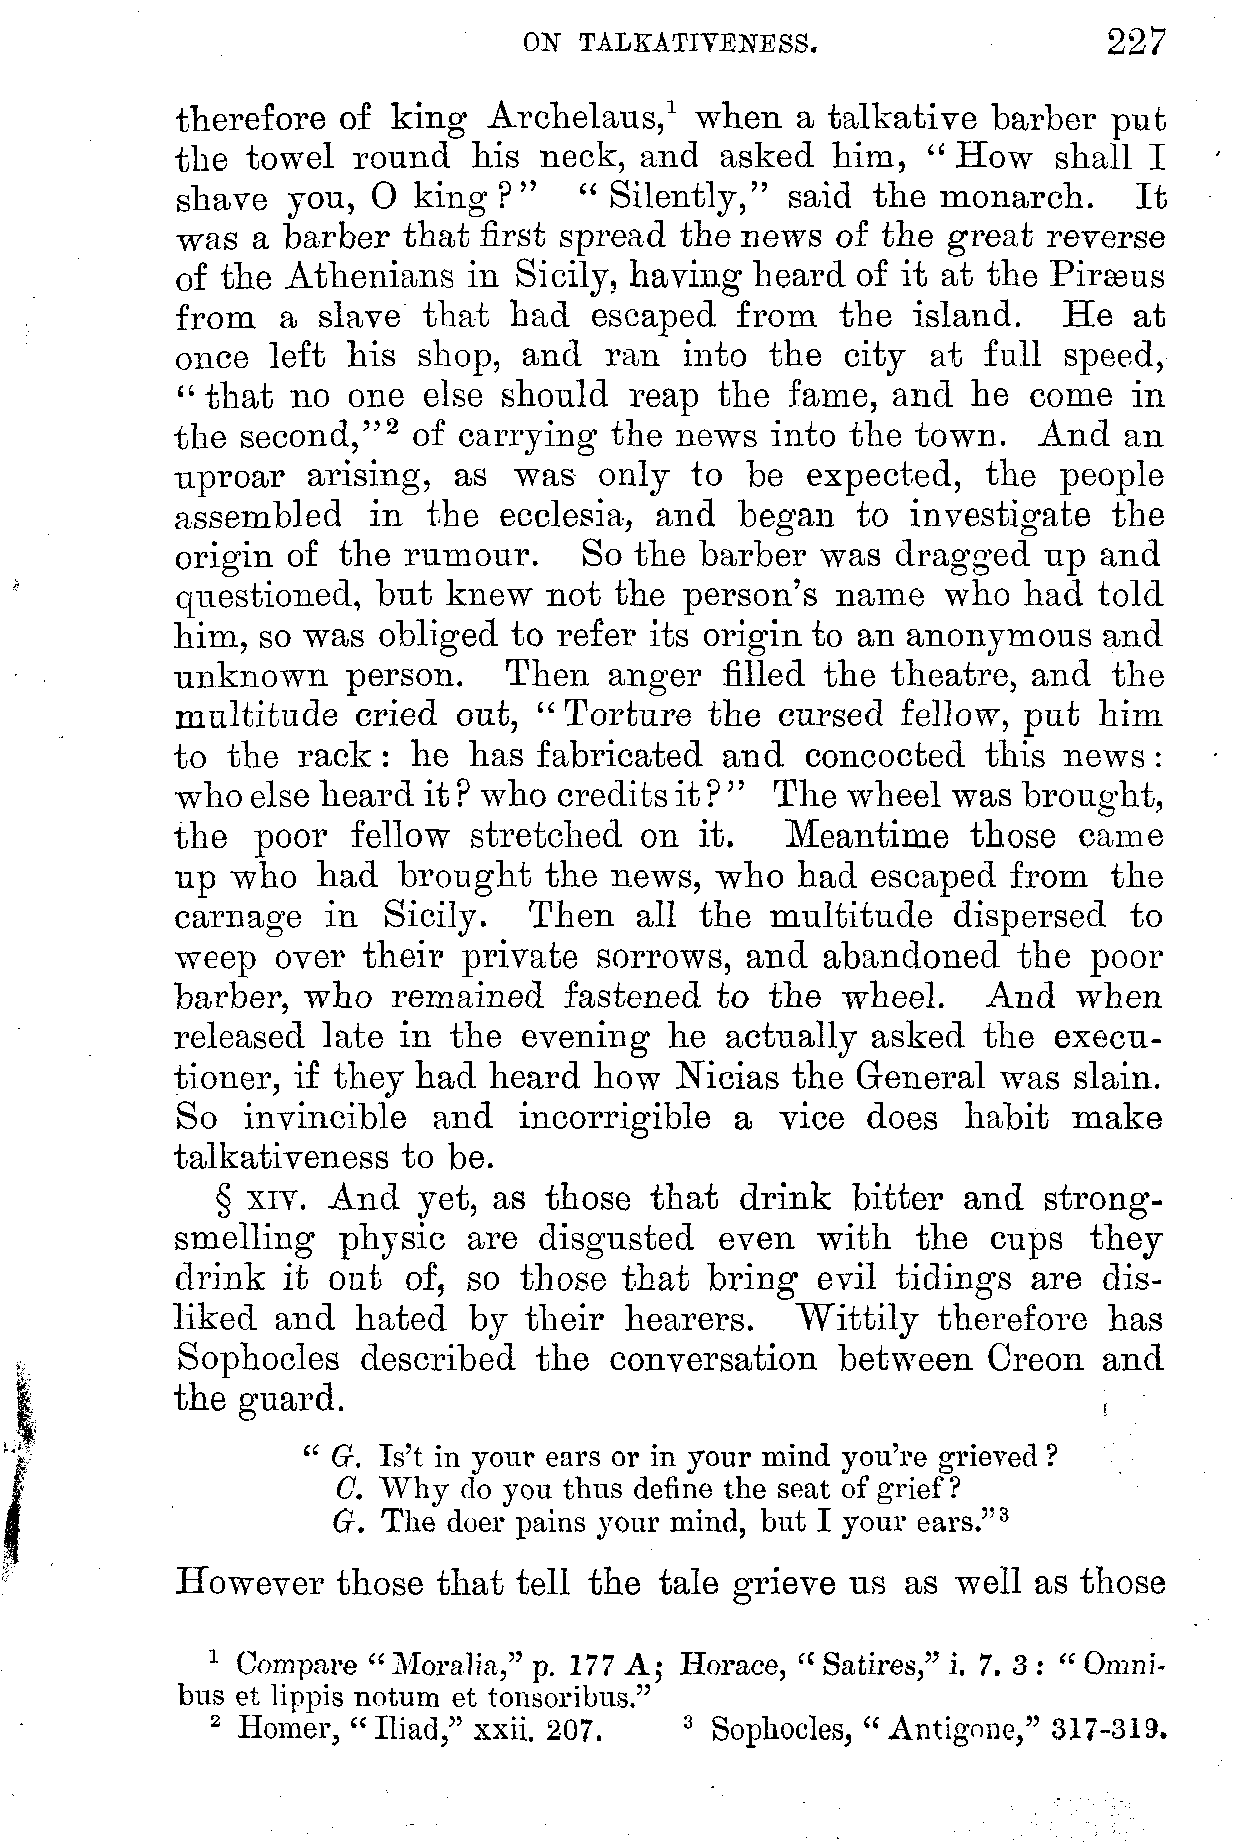 ON TALKATIVENESS. 227
therefore of king Archelaus,¹ when a talkative barber put
the towel round his neck, and asked him, “ How shall I
shave you, O king ? ” “ Silently,” said the monarch. It
was a barber that first spread the news of the great reverse
of the Athenians in Sicily, having heard of it at the Piræus
from a slave that had escaped from the island. He at
once left his shop, and ran into the city at full speed,
“ that no one else should reap the fame, and he come in
the second,”² of carrying the news into the town. And an
uproar arising, as was only to be expected, the people
assembled in the ecclesia, and began to investigate the
origin of the rumour. So the barber was dragged up and
questioned, but knew not the person’s name who had told
him, so was obliged to refer its origin to an anonymous and
unknown person. Then anger filled the theatre, and the
multitude cried out, “ Torture the cursed fellow, put him
to the rack : he has fabricated and concocted this news :
who else heard it ? who credits it ? ” The wheel was brought,
the poor fellow stretched on it. Meantime those came
up who had brought the news, who had escaped from the
carnage in Sicily. Then all the multitude dispersed to
weep over their private sorrows, and abandoned the poor
barber, who remained fastened to the wheel. And when
released late in the evening he actually asked the execu-
tioner, if they had heard how Nicias the General was slain.
So invincible and incorrigible a vice does habit make
talkativeness to be.
§ XIV. And yet, as those that drink bitter and strong-
smelling physic are disgusted even with the cups they
drink it out of, so those that bring evil tidings are dis-
liked and hated by their hearers. Wittily therefore has
Sophocles described the conversation between Creon and
the guard.
“ G. Is’t in your ears or in your mind you’re grieved ?
C. Why do you thus define the seat of grief ?
G. The doer pains your mind, but I your ears.”³
However those that tell the tale grieve us as well as those
¹ Compare “ Moralia,” p. 177 A; Horace, “ Satires,” i. 7. 3 : “ Omni-
bus et lippis notum et tonsoribus.”
² Homer, “ Iliad,” xxii. 207. ³ Sophocles, “ Antigone,” 317-319.